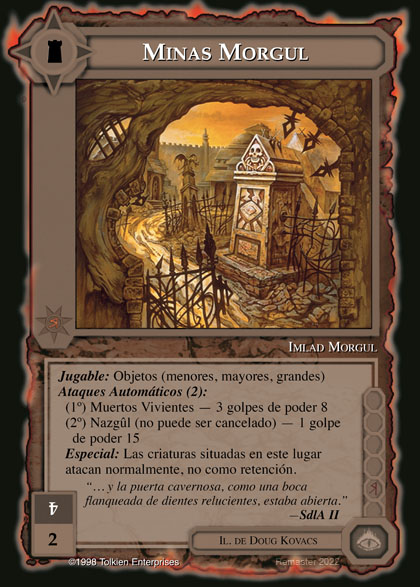 Minas Morgul
Imlad Morgul
Jugable: Objetos (menores, mayores, grandes)
Ataques Automáticos (2):
(1º) Muertos Vivientes — 3 golpes de poder 8
(2º) Nazgûl (no puede ser cancelado) — 1 golpe
de poder 15
Especial: Las criaturas situadas en este lugar
atacan normalmente, no como retención.
“… y la puerta cavernosa, como una boca
flanqueada de dientes relucientes, estaba abierta.”
—SdlA II
2
Il. de Doug Kovacs
©1998 Tolkien Enterprises
Remaster 2022